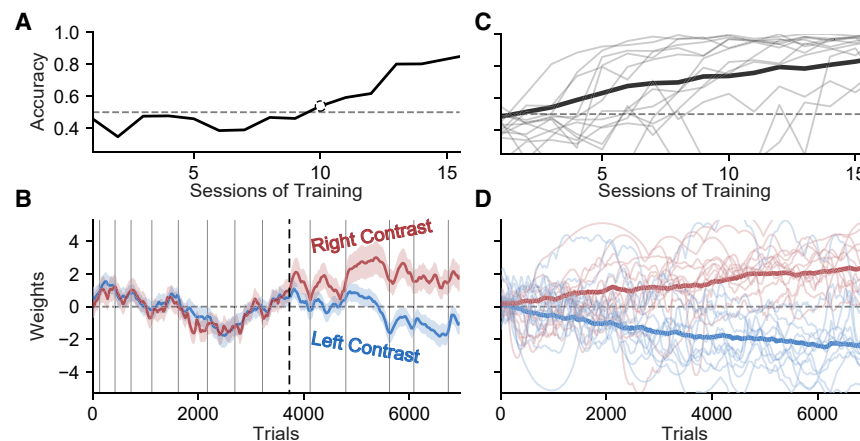 A
C
1.0
0.8
0.6
0.4
Accuracy
5
10
15
Sessions of Training
5
10
15
Sessions of Training
B
D
4
2
0
−2
−4
Weights
Right Contrast
Left Contrast
0
2000
4000
6000
Trials
0
2000
4000
6000
Trials